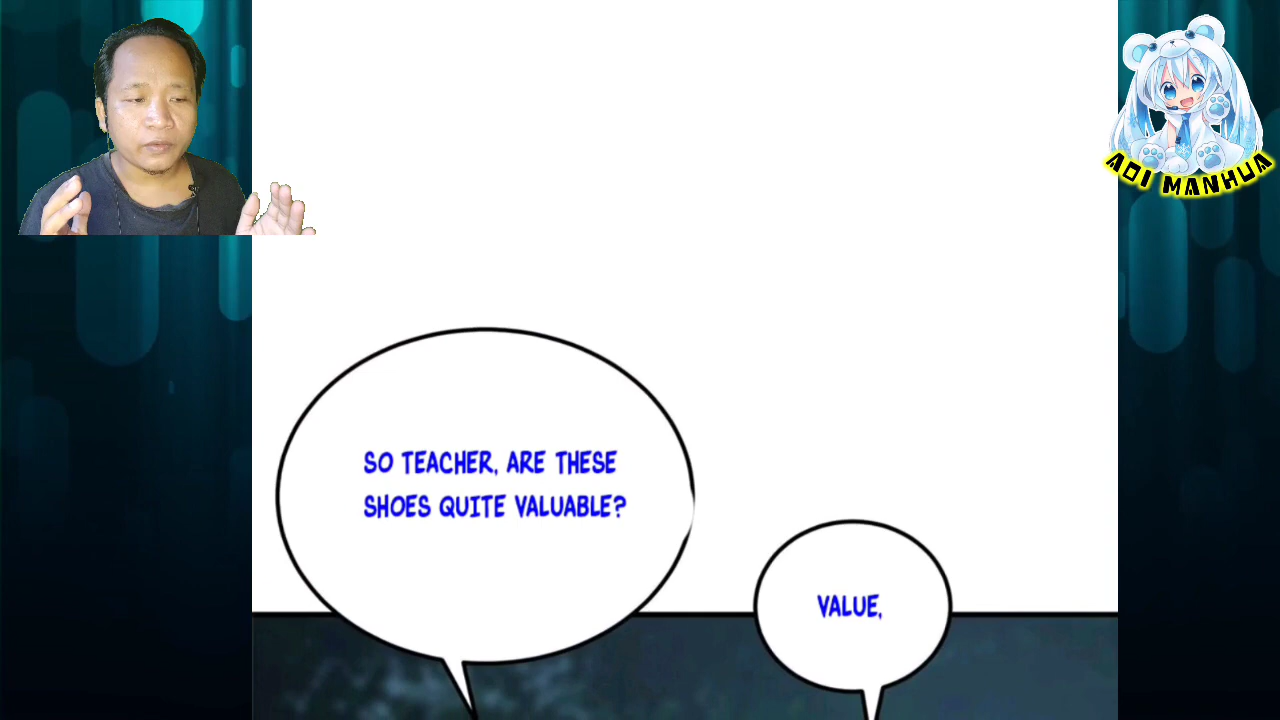 AOI MANHUA
SO TEACHER, ARE THESE
SHOES QUITE VALUABLE?
VALUE,